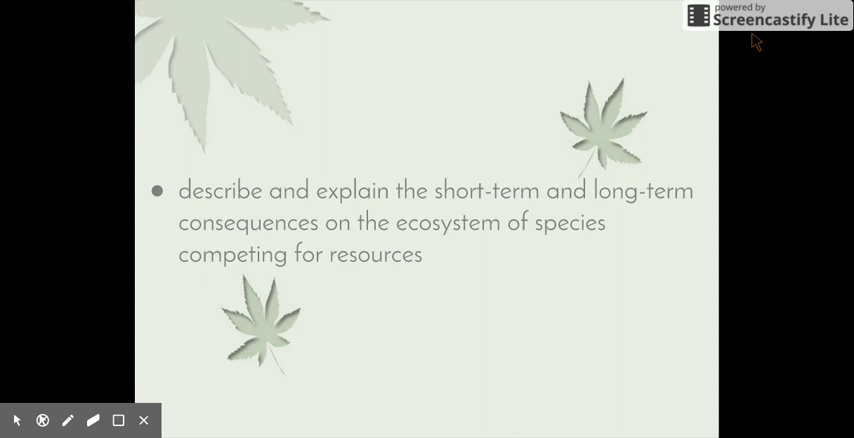 powered by
Screencastify Lite
describe and explain the short-term and long-term
consequences on the ecosystem of species
competing for resources